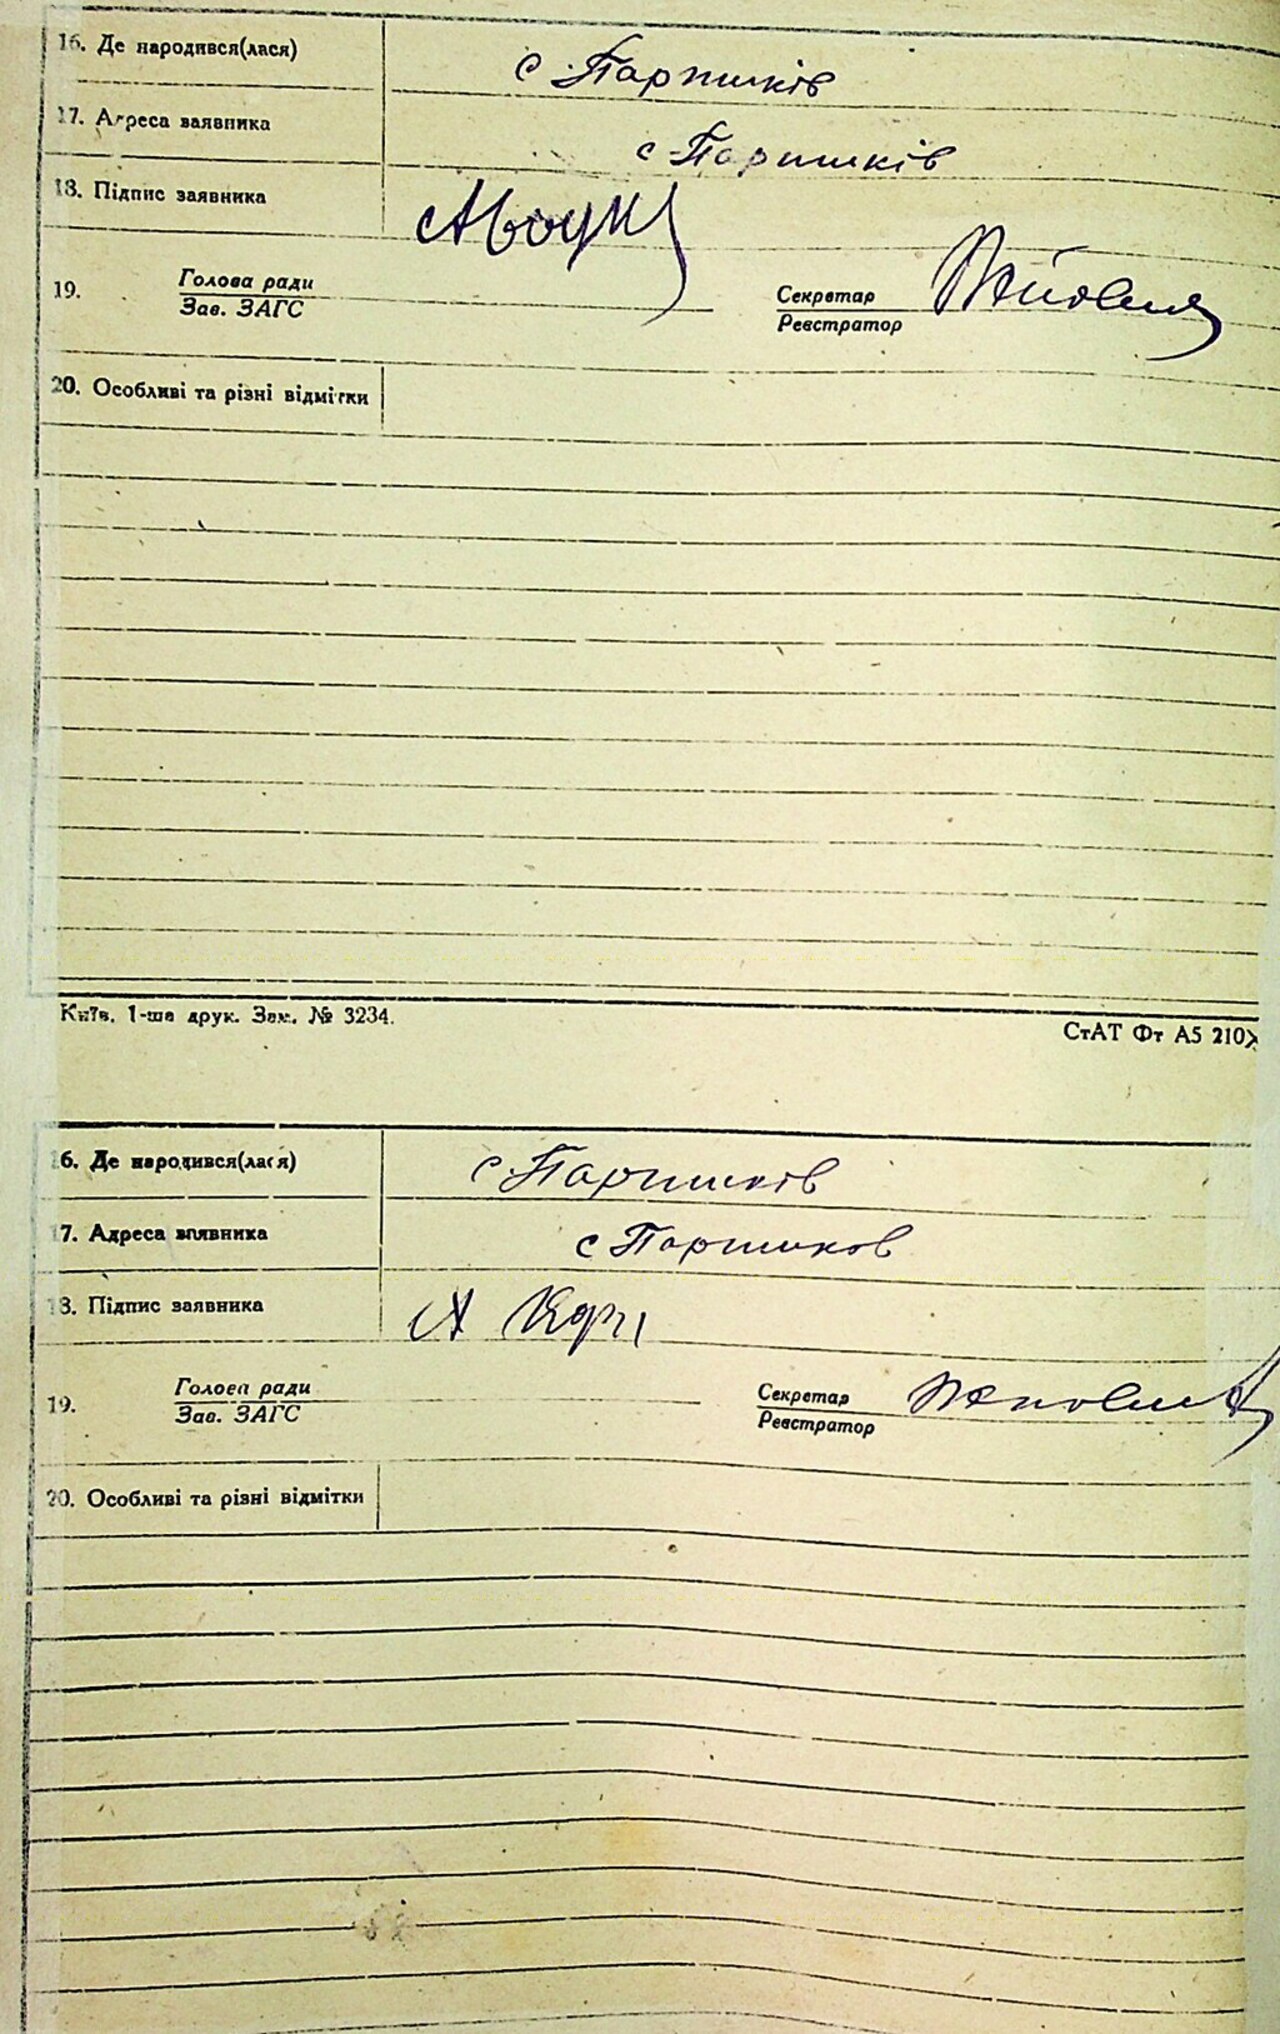 16. Де народився(лася) с Паришків
17. Адреса заявника с Паришків
18. Підпис заявника
19. Голова ради Секретар
Зав. ЗАГС Реєстратор
20. Особливі та різні відмітки
Київ. 1-ша друк. Зам. № 3234. СтАТ Фт А5 210×
16. Де народився(лася) с Паришків
17. Адреса заявника с Паришков
18. Підпис заявника
19. Голова ради Секретар
Зав. ЗАГС Реєстратор
20. Особливі та різні відмітки